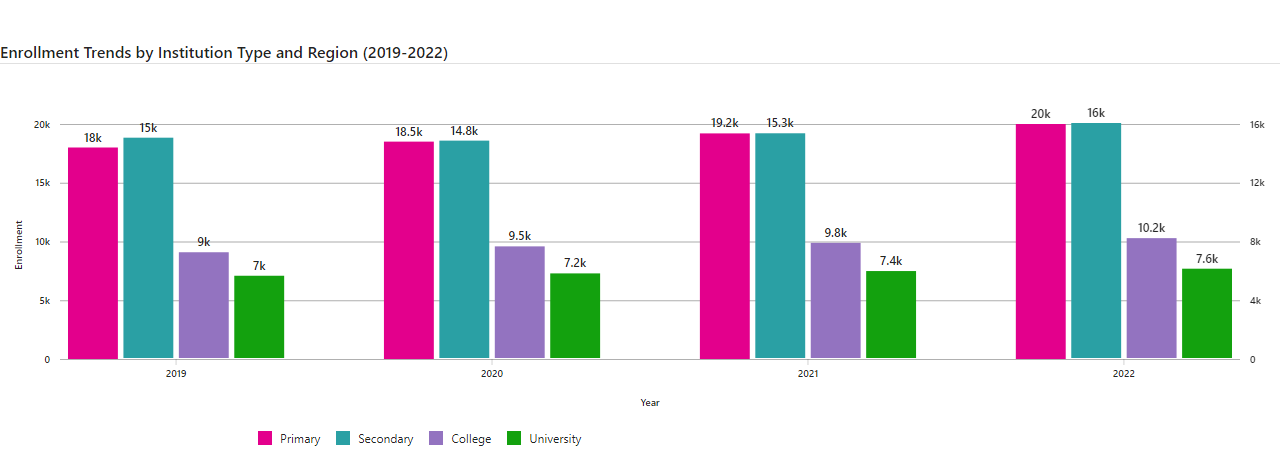 Enrollment Trends by Institution Type and Region (2019-2022)
20k
15k
10k
5k
0
Enrollment
18k
15k
9k
7k
18.5k
14.8k
9.5k
7.2k
19.2k
15.3k
9.8k
7.4k
20k
16k
10.2k
7.6k
16k
12k
8k
4k
0
2019 2020 2021 2022
Year
Primary Secondary College University